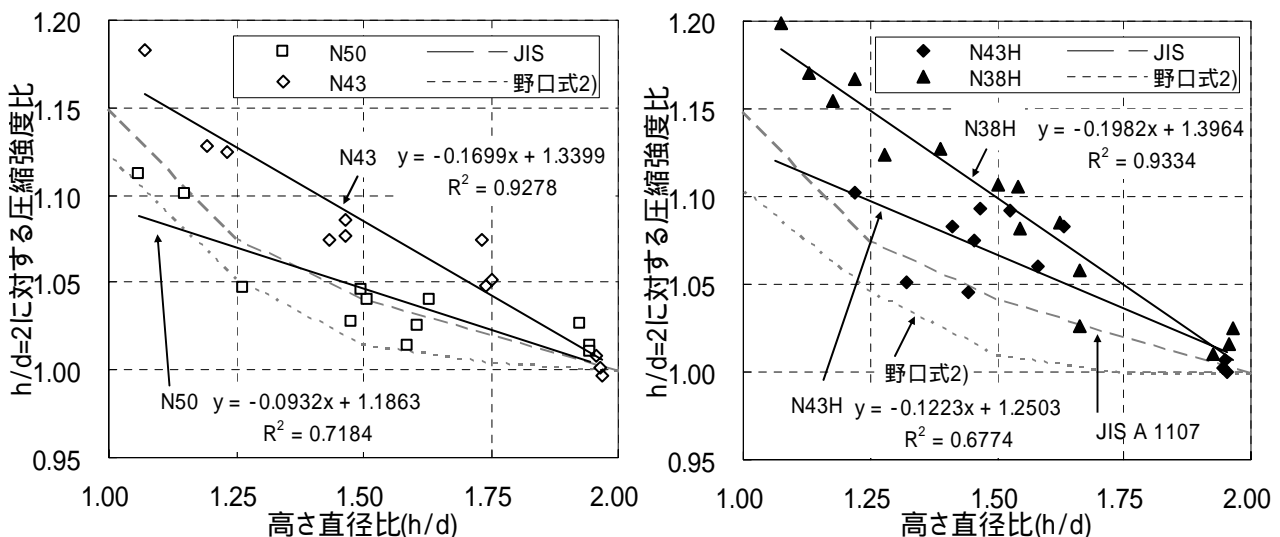 h/d=2に対する圧縮強度比
1.20
1.15
1.10
1.05
1.00
0.95
N50
JIS
N43
野口式2)
N43 y = -0.1699x + 1.3399
R² = 0.9278
N50 y = -0.0932x + 1.1863
R² = 0.7184
1.00
1.25
1.50
1.75
2.00
高さ直径比(h/d)
h/d=2に対する圧縮強度比
1.20
1.15
1.10
1.05
1.00
0.95
N43H
JIS
N38H
野口式2)
N38H y = -0.1982x + 1.3964
R² = 0.9334
野口式2)
N43H y = -0.1223x + 1.2503
R² = 0.6774
JIS A 1107
1.00
1.25
1.50
1.75
2.00
高さ直径比(h/d)